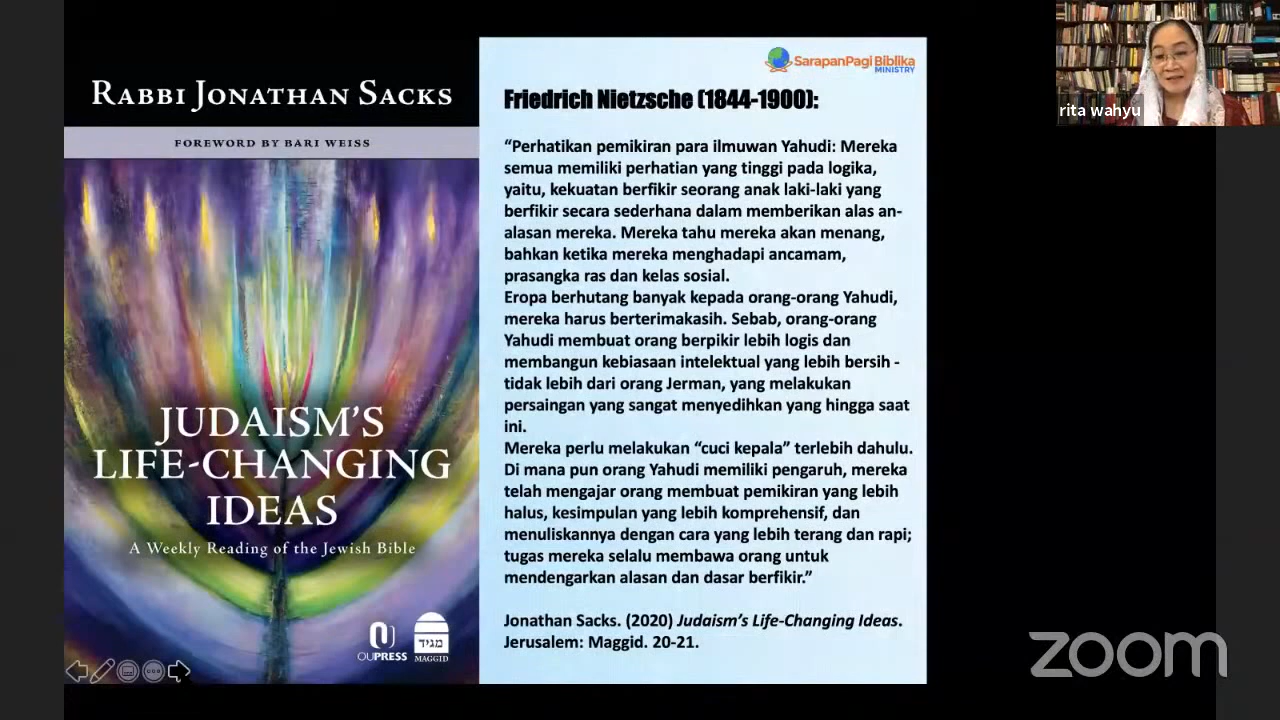 RABBI JONATHAN SACKS
FOREWORD BY BARI WEISS
JUDAISM'S
LIFE-CHANGING
IDEAS
A Weekly Reading of the Jewish Bible
OUPRESS
מגיד
MAGGID
SarapanPagi Biblika
MINISTRY
Friedrich Nietzsche (1844-1900):
“Perhatikan pemikiran para ilmuwan Yahudi: Mereka
semua memiliki perhatian yang tinggi pada logika,
yaitu, kekuatan berfikir seorang anak laki-laki yang
berfikir secara sederhana dalam memberikan alas an-
alasan mereka. Mereka tahu mereka akan menang,
bahkan ketika mereka menghadapi ancamam,
prasangka ras dan kelas sosial.
Eropa berhutang banyak kepada orang-orang Yahudi,
mereka harus berterimakasih. Sebab, orang-orang
Yahudi membuat orang berpikir lebih logis dan
membangun kebiasaan intelektual yang lebih bersih -
tidak lebih dari orang Jerman, yang melakukan
persaingan yang sangat menyedihkan yang hingga saat
ini.
Mereka perlu melakukan “cuci kepala” terlebih dahulu.
Di mana pun orang Yahudi memiliki pengaruh, mereka
telah mengajar orang membuat pemikiran yang lebih
halus, kesimpulan yang lebih komprehensif, dan
menuliskannya dengan cara yang lebih terang dan rapi;
tugas mereka selalu membawa orang untuk
mendengarkan alasan dan dasar berfikir.”
Jonathan Sacks. (2020) Judaism’s Life-Changing Ideas.
Jerusalem: Maggid. 20-21.
rita wahyu
zoom